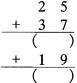 2 5
+ 3 7
( )
+ 1 9
( )